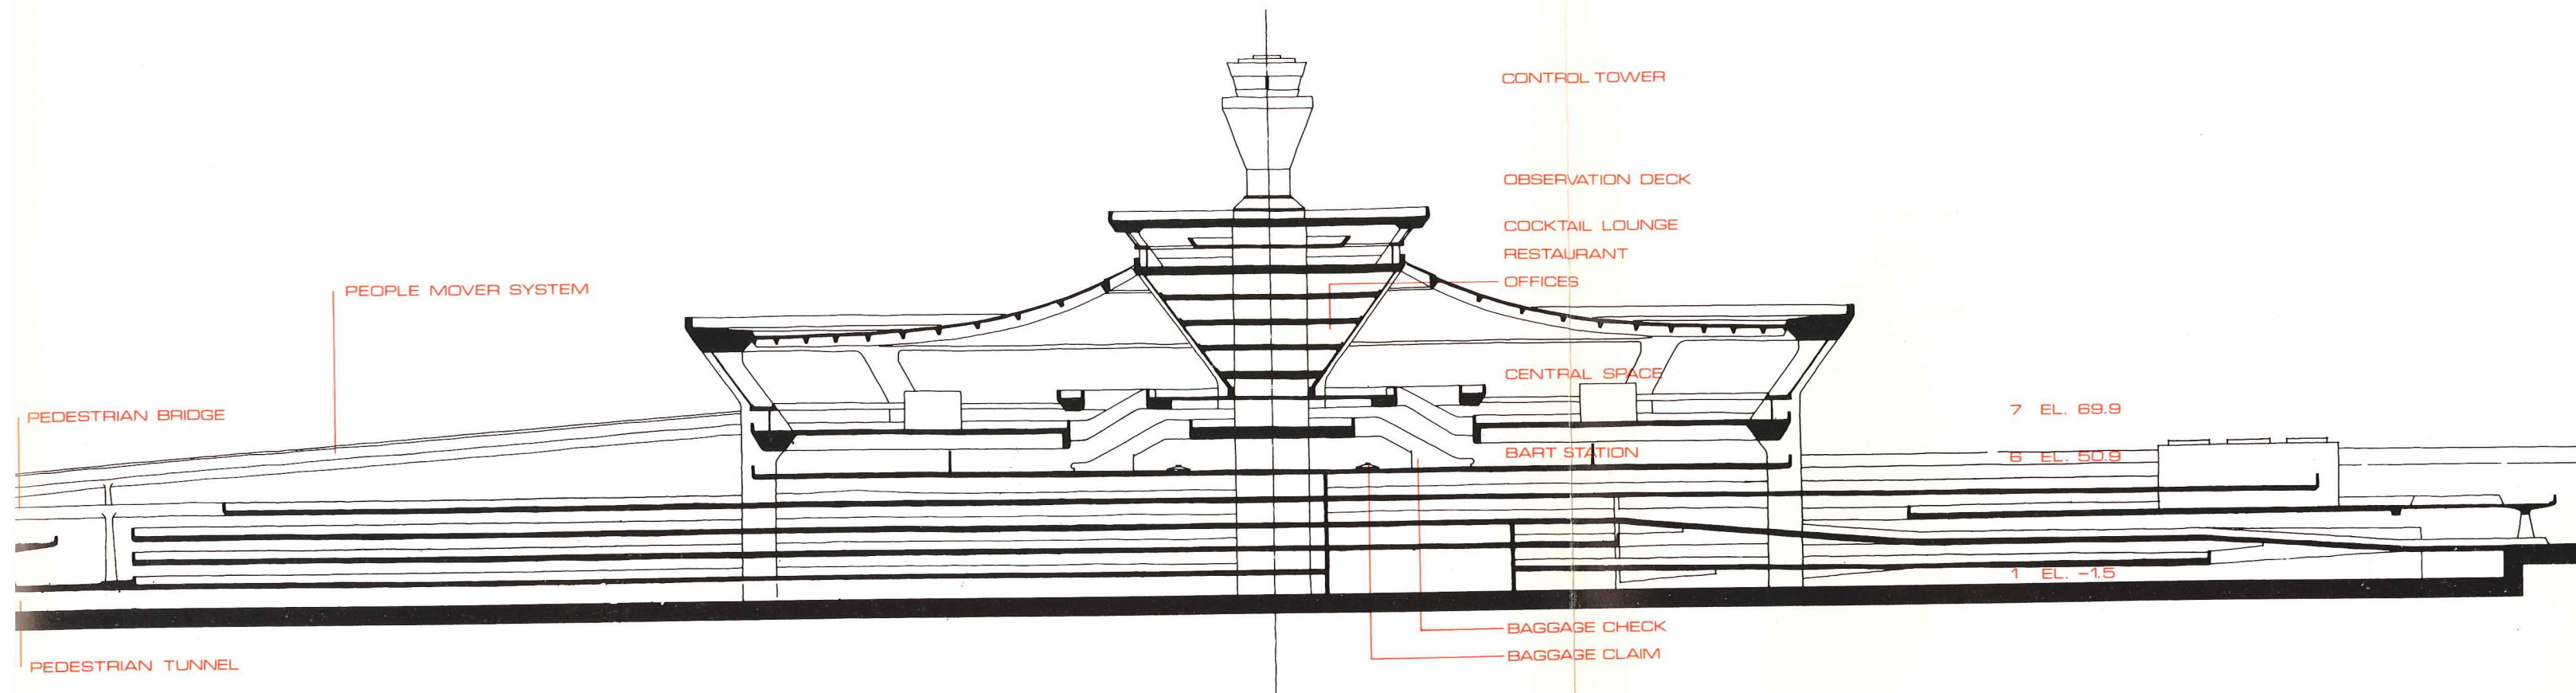 CONTROL TOWER
OBSERVATION DECK
COCKTAIL LOUNGE
RESTAURANT
OFFICES
PEOPLE MOVER SYSTEM
CENTRAL SPACE
PEDESTRIAN BRIDGE
7 EL. 69.9
BART STATION
6 EL. 50.9
1 EL. -1.5
BAGGAGE CHECK
BAGGAGE CLAIM
PEDESTRIAN TUNNEL